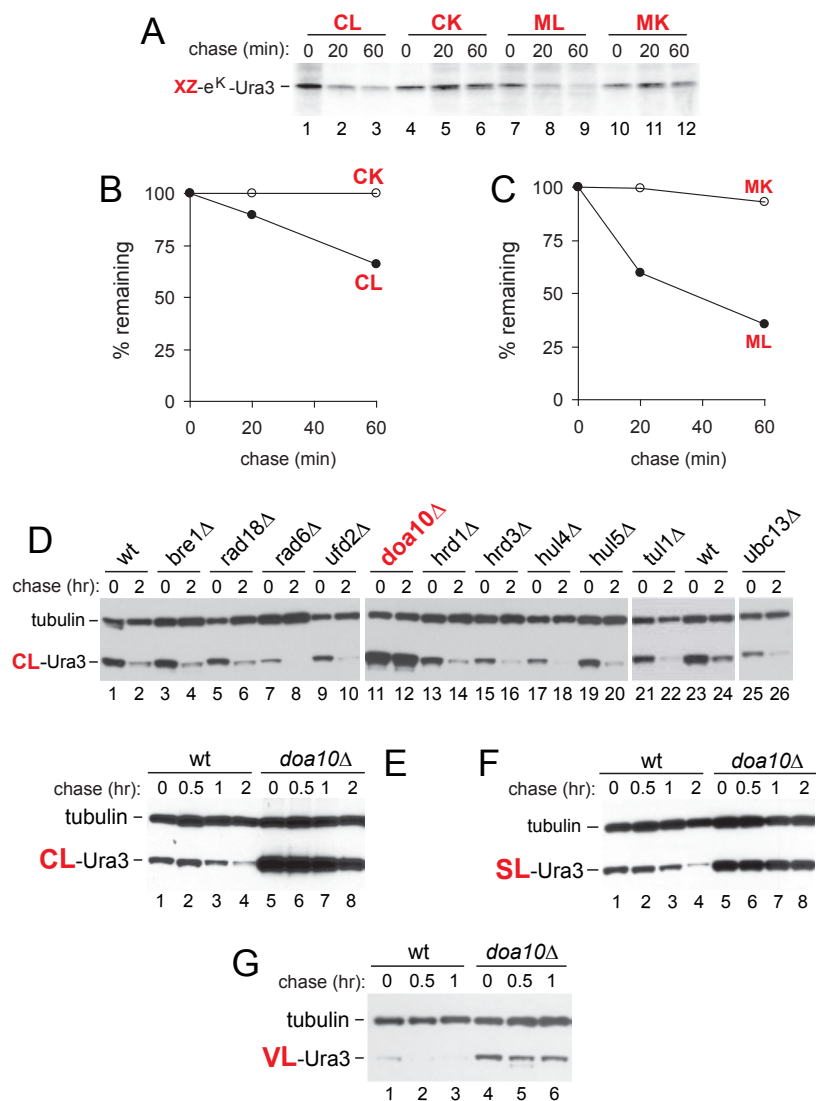 A
CL CK ML MK
chase (min): 0 20 60 0 20 60 0 20 60 0 20 60
XZ-eK-Ura3
1 2 3 4 5 6 7 8 9 10 11 12
B
% remaining
100
75
50
25
0
CK
CL
0 20 40 60
chase (min)
C
% remaining
100
75
50
25
0
MK
ML
0 20 40 60
chase (min)
D
wt bre1Δ rad18Δ rad6Δ ufd2Δ doa10Δ hrd1Δ hrd3Δ hul4Δ hul5Δ tul1Δ wt ubc13Δ
chase (hr): 0 2 0 2 0 2 0 2 0 2 0 2 0 2 0 2 0 2 0 2 0 2 0 2 0 2
tubulin
CL-Ura3
1 2 3 4 5 6 7 8 9 10 11 12 13 14 15 16 17 18 19 20 21 22 23 24 25 26
E
wt doa10Δ
chase (hr): 0 0.5 1 2 0 0.5 1 2
tubulin
CL-Ura3
1 2 3 4 5 6 7 8
F
wt doa10Δ
chase (hr): 0 0.5 1 2 0 0.5 1 2
tubulin
SL-Ura3
1 2 3 4 5 6 7 8
G
wt doa10Δ
chase (hr): 0 0.5 1 0 0.5 1
tubulin
VL-Ura3
1 2 3 4 5 6